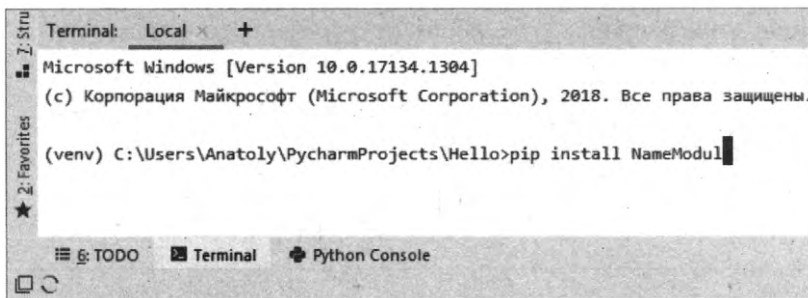 7: Stru
Terminal: Local × +
Microsoft Windows [Version 10.0.17134.1304]
(c) Корпорация Майкрософт (Microsoft Corporation), 2018. Все права защищены.
2: Favorites
(venv) C:\Users\Anatoly\PycharmProjects\Hello>pip install NameModul
6: TODO Terminal Python Console